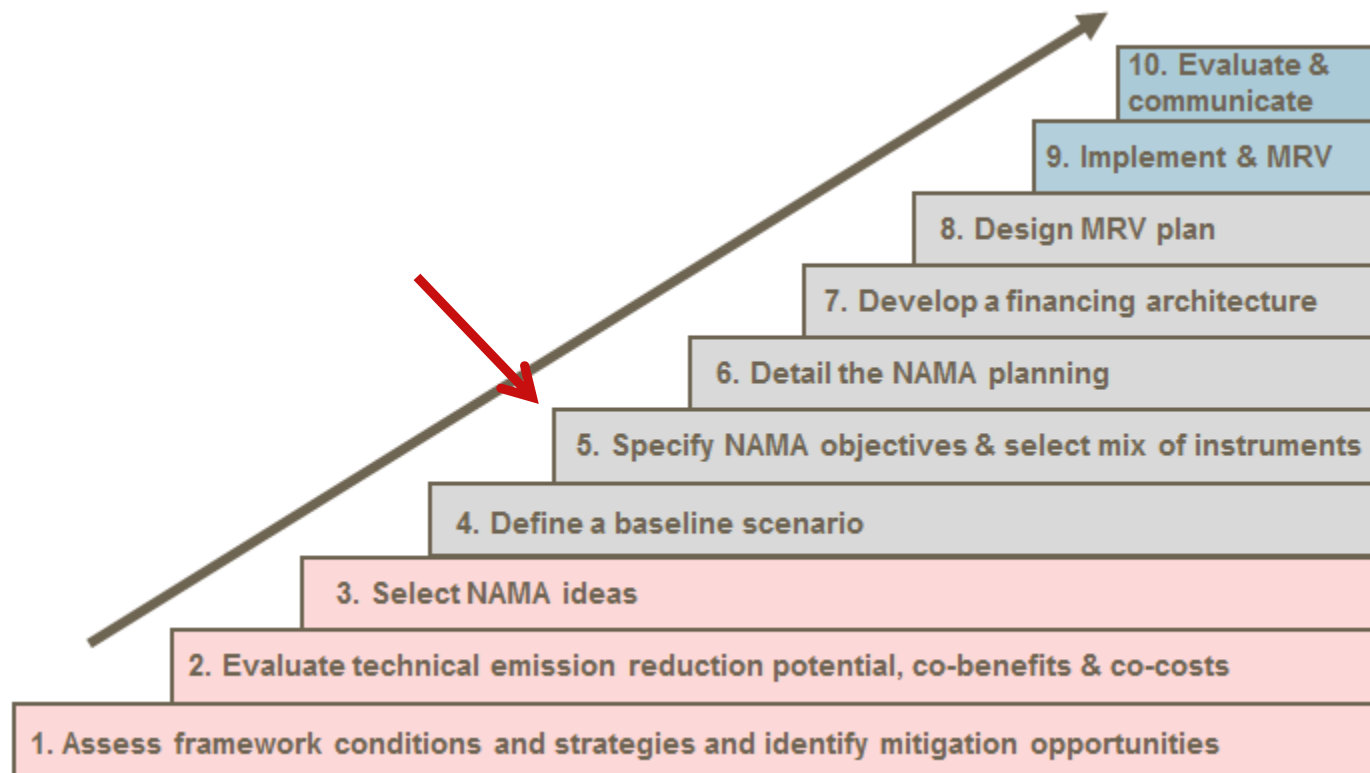 10. Evaluate &
communicate
9. Implement & MRV
8. Design MRV plan
7. Develop a financing architecture
6. Detail the NAMA planning
5. Specify NAMA objectives & select mix of instruments
4. Define a baseline scenario
3. Select NAMA ideas
2. Evaluate technical emission reduction potential, co-benefits & co-costs
1. Assess framework conditions and strategies and identify mitigation opportunities